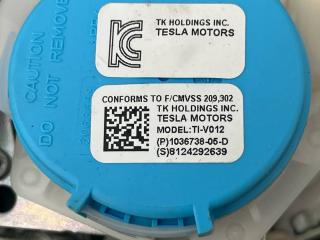 TK HOLDINGS INC.
TESLA MOTORS
CAUTION
DO NOT REMOVE
CONFORMS TO F/CMVSS 209,302
TK HOLDINGS INC.
TESLA MOTORS
MODEL:TI-V012
(P)1036738-05-D
(S)8124292639